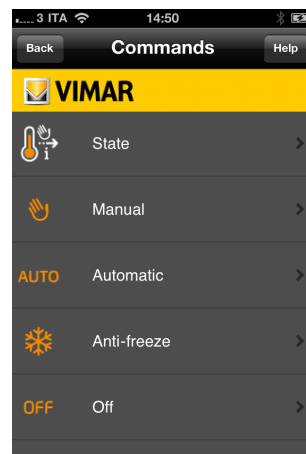 3 ITA 14:50
Back Commands Help
VIMAR
i State
Manual
AUTO Automatic
Anti-freeze
OFF Off